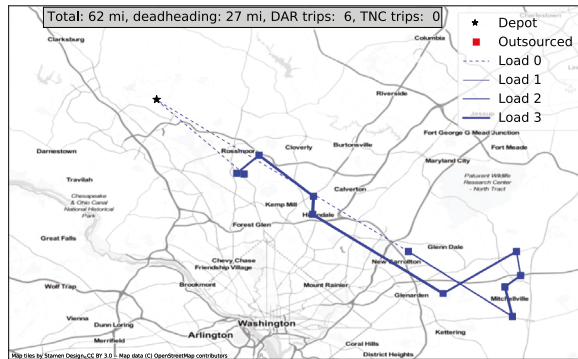 Total: 62 mi, deadheading: 27 mi, DAR trips: 6, TNC trips: 0
Clarksburg
Columbia
Depot
Outsourced
Load 0
Load 1
Load 2
Load 3
Riverside
Fort George G Mead Junction
Darnestown
Rossmoor
Cloverly
Burtonsville
Fort Meade
Maryland City
Travilah
Calverton
Patuxent Wildlife
Research Center
- North Tract
Chesapeake
& Ohio Canal
National Historical
Park
Kemp Mill
Hillandale
Forest Glen
Great Falls
Glenn Dale
Chevy Chase
Friendship Village
New Carrollton
Wolf Trap
Brookmont
Mount Rainier
Glenarden
Mitchellville
Vienna
Dunn Loring
Washington
Merrifield
Arlington
Kettering
Coral Hills
District Heights
Map tiles by Stamen Design, CC BY 3.0 -- Map data (C) OpenStreetMap contributors